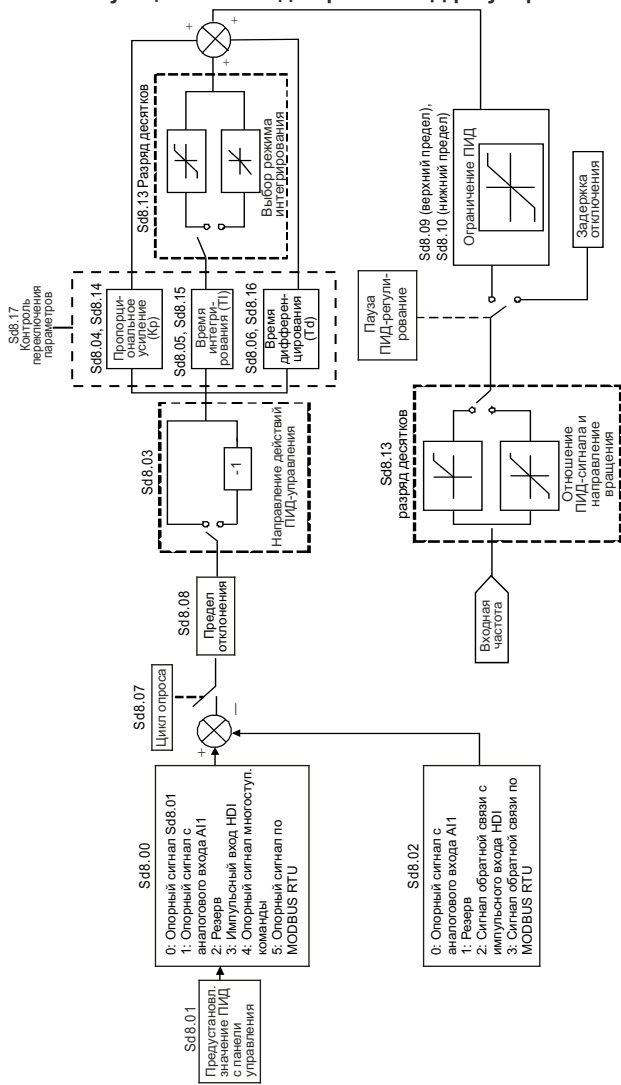 Sd8.01
Предустановл.
значение ПИД
с панели
управления
Sd8.00
0: Опорный сигнал Sd8.01
1: Опорный сигнал с
аналогового входа AI1
2: Резерв
3: Импульсный вход HDI
4: Опорный сигнал многоступ.
команды
5: Опорный сигнал по
MODBUS RTU
Sd8.02
0: Опорный сигнал с
аналогового входа AI1
1: Резерв
2: Сигнал обратной связи с
импульсного входа HDI
3: Сигнал обратной связи по
MODBUS RTU
+
−
Sd8.07
Цикл опроса
Sd8.08
Предел
отклонения
Sd8.03
- 1
Направление действий
ПИД-управления
Sd8.17
Контроль
переключения
параметров
Sd8.04, Sd8.14
Пропорци-
ональное
усиление
(Kp)
Sd8.05, Sd8.15
Время
интегри-
рования (TI)
Sd8.06, Sd8.16
Время
дифферен-
цирования
(Td)
Sd8.13 Разряд десятков
Выбор режима
интегрирования
+
+
+
Входная
частота
Sd8.13
разряд десятков
Отношение
ПИД-сигнала и
направление
вращения
Пауза
ПИД-регули-
рование
Sd8.09 (верхний предел),
Sd8.10 (нижний предел)
Ограничение ПИД
Задержка
отключения